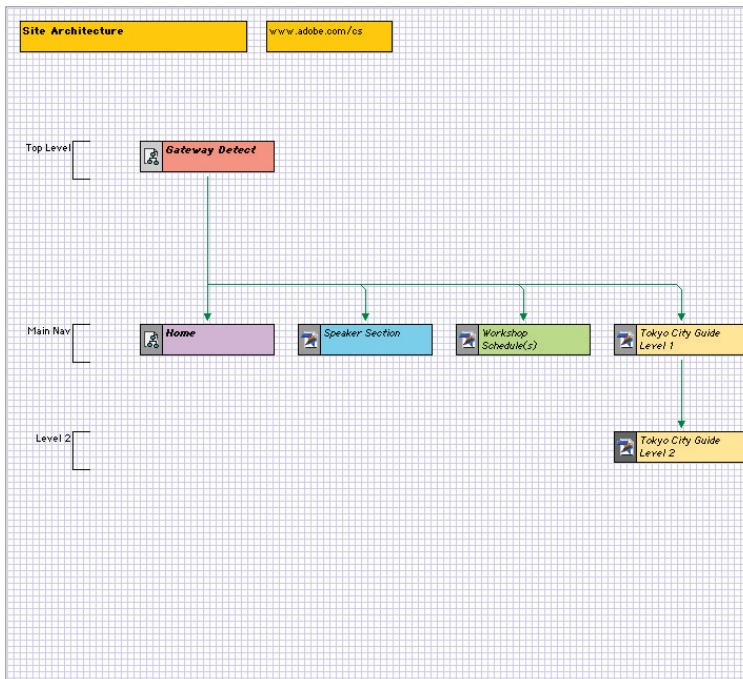 Site Architecture
www.adobe.com/cs
Top Level
Gateway Detect
Main Nav
Home
Speaker Section
Workshop
Schedule(s)
Tokyo City Guide
Level 1
Level 2
Tokyo City Guide
Level 2